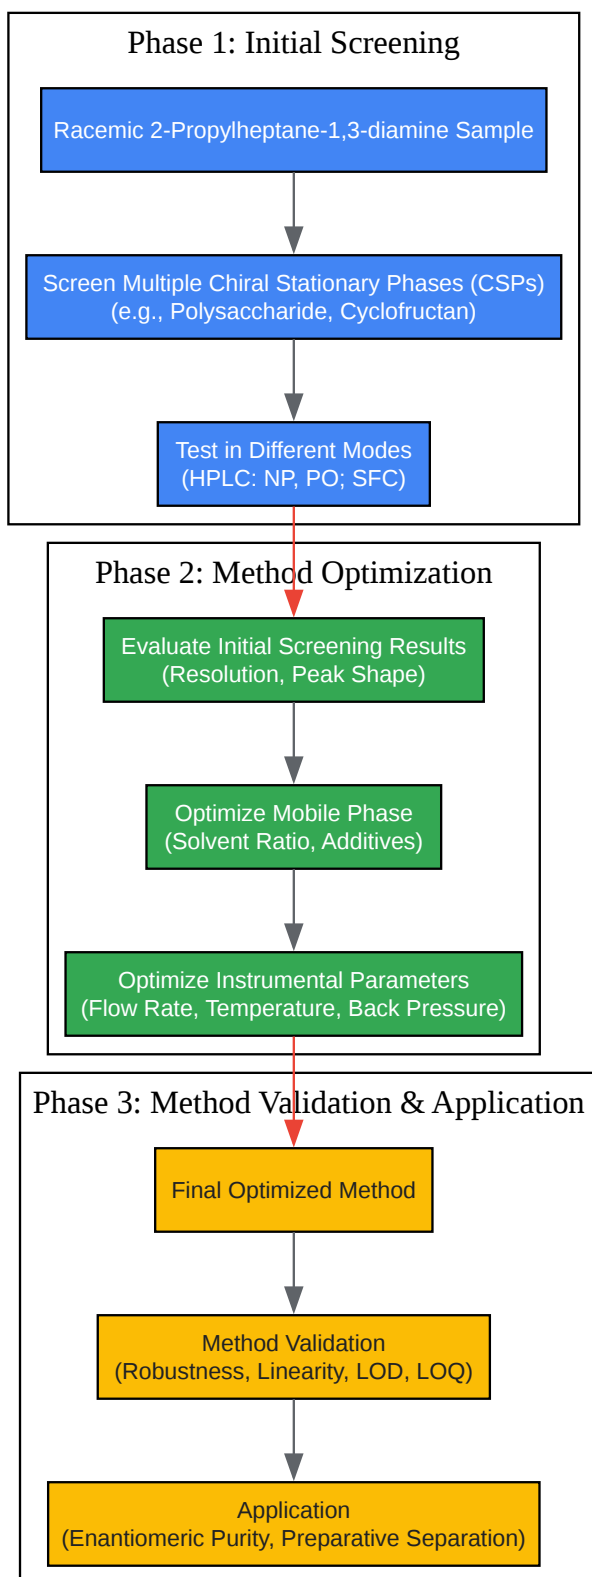 Phase 1: Initial Screening
Racemic 2-Propylheptane-1,3-diamine Sample
Screen Multiple Chiral Stationary Phases (CSPs)
(e.g., Polysaccharide, Cyclofructan)
Test in Different Modes
(HPLC: NP, PO; SFC)
Phase 2: Method Optimization
Evaluate Initial Screening Results
(Resolution, Peak Shape)
Optimize Mobile Phase
(Solvent Ratio, Additives)
Optimize Instrumental Parameters
(Flow Rate, Temperature, Back Pressure)
Phase 3: Method Validation & Application
Final Optimized Method
Method Validation
(Robustness, Linearity, LOD, LOQ)
Application
(Enantiomeric Purity, Preparative Separation)